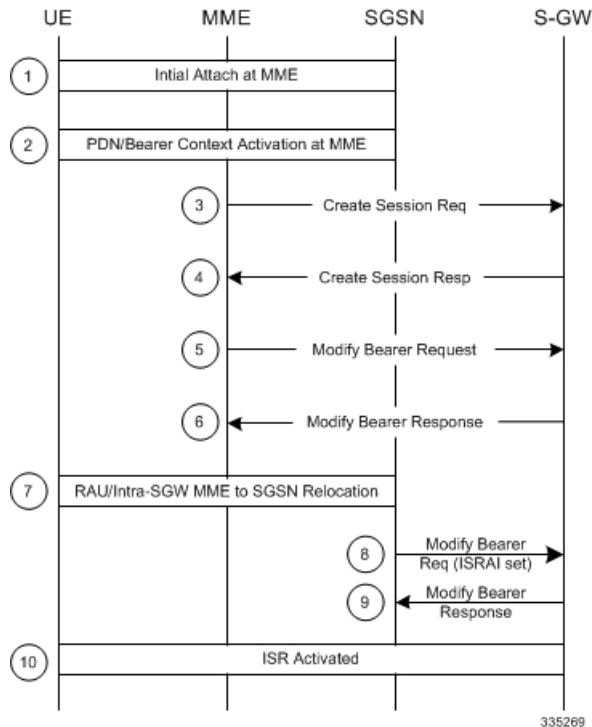 UE MME SGSN S-GW
1 Intial Attach at MME
2 PDN/Bearer Context Activation at MME
3 Create Session Req
4 Create Session Resp
5 Modify Bearer Request
6 Modify Bearer Response
7 RAU/Intra-SGW MME to SGSN Relocation
8 Modify Bearer
Req (ISRAI set)
9 Modify Bearer
Response
10 ISR Activated
335269